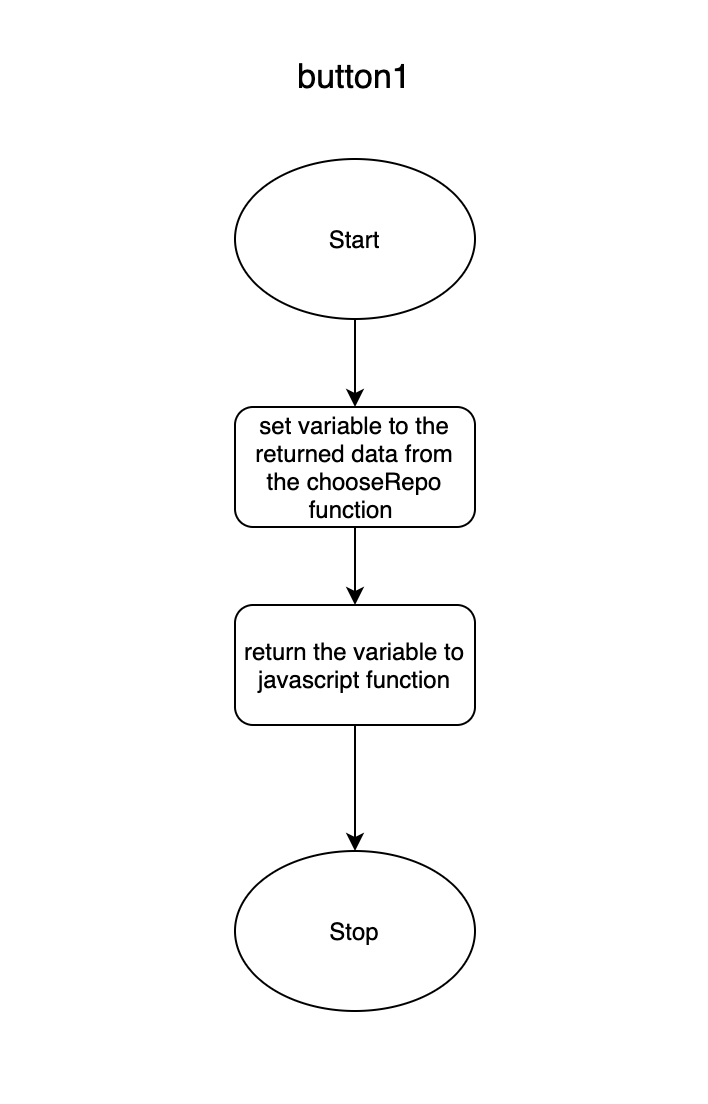 button1
Start
set variable to the
returned data from
the chooseRepo
function
return the variable to
javascript function
Stop